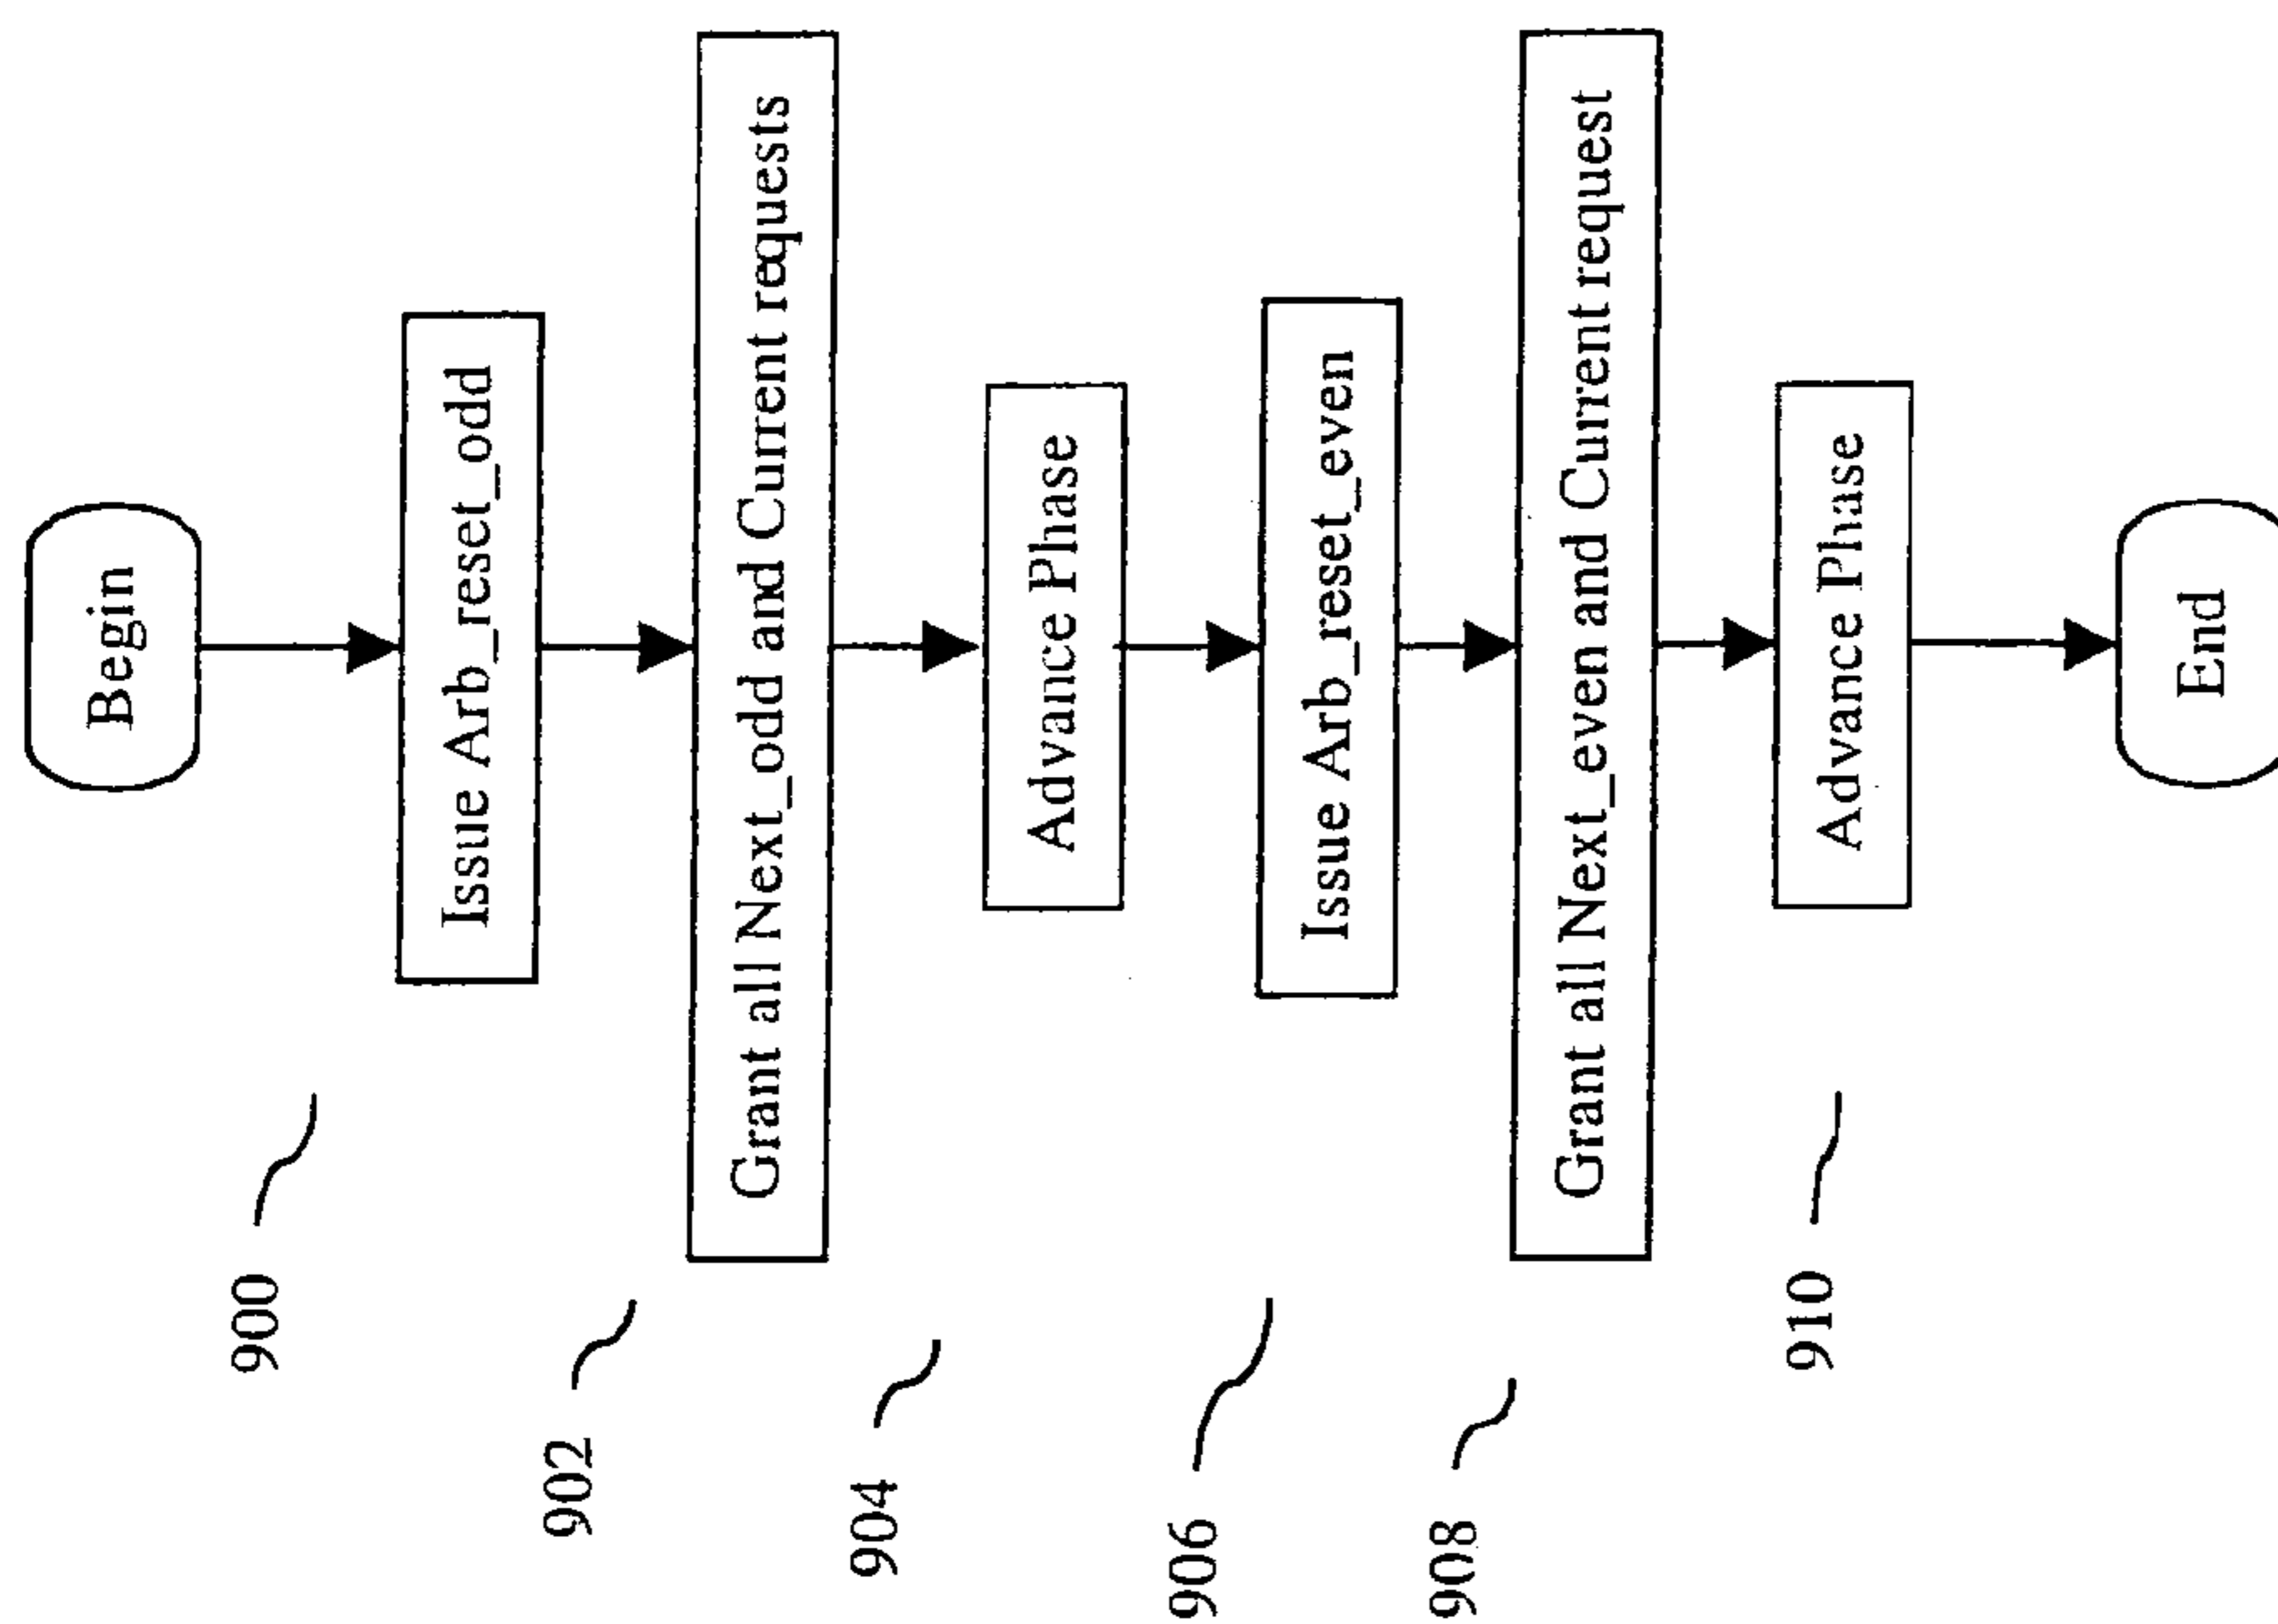 Begin
900
Issue Arb_reset_odd
902
Grant all Next_odd and Current requests
904
Advance Phase
906
Issue Arb_reset_even
908
Grant all Next_even and Current request
910
Advance Phase
End